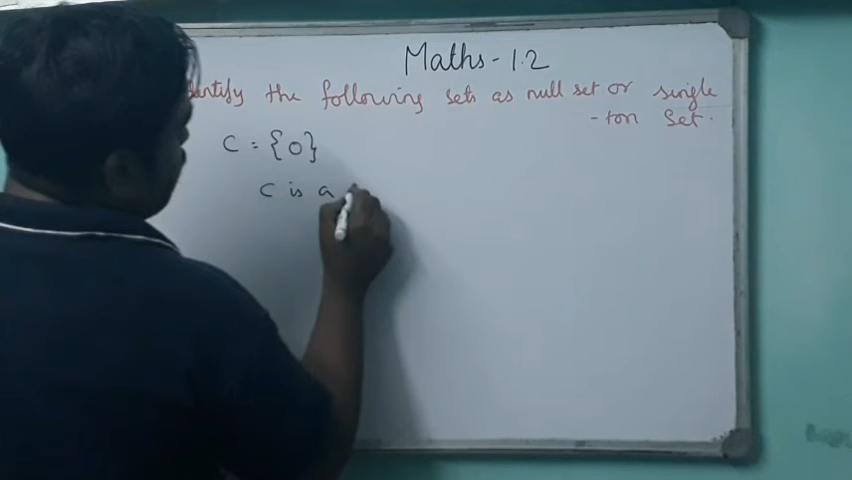 Maths - 1.2
dentify the following sets as null set or single
-ton Set.
C = {0}
C is a